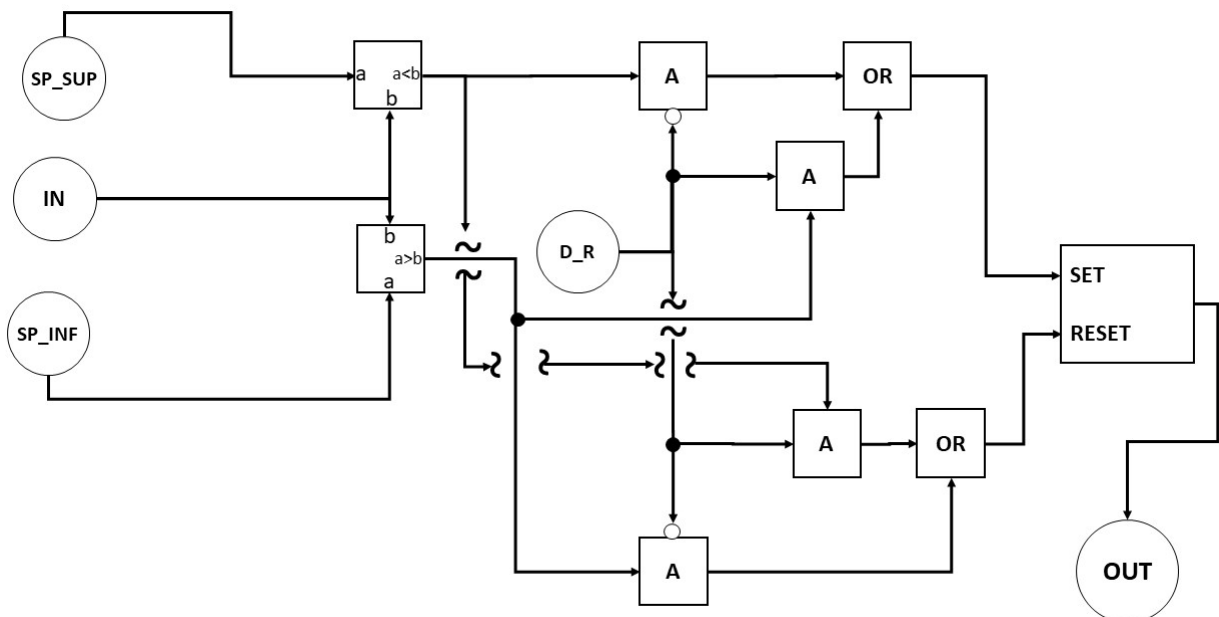 SP_SUP
a
a<b
b
A
OR
IN
A
b
a>b
a
D_R
SET
SP_INF
RESET
A
OR
A
OUT